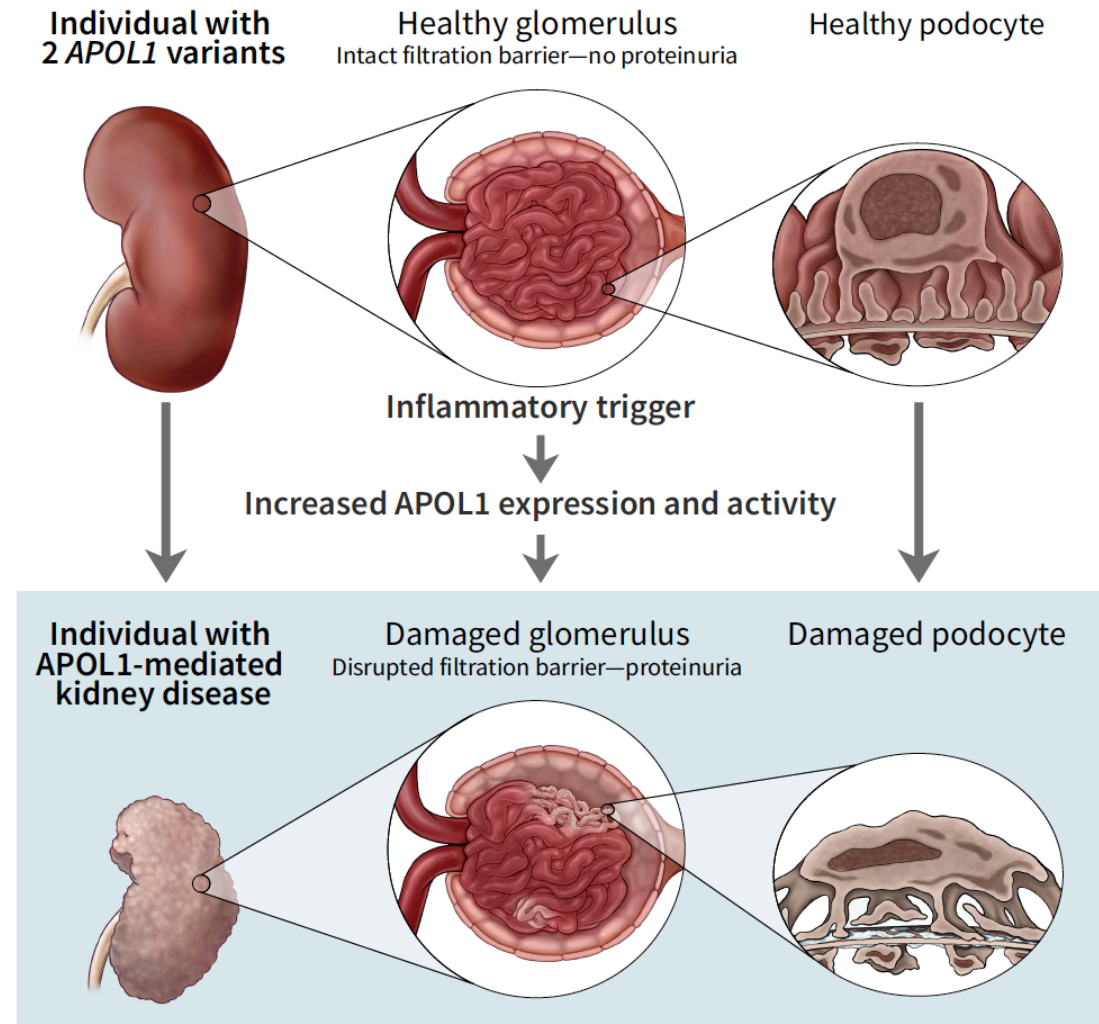 Individual with
2 APOL1 variants
Healthy glomerulus
Intact filtration barrier—no proteinuria
Healthy podocyte
Inflammatory trigger
Increased APOL1 expression and activity
Individual with
APOL1-mediated
kidney disease
Damaged glomerulus
Disrupted filtration barrier—proteinuria
Damaged podocyte